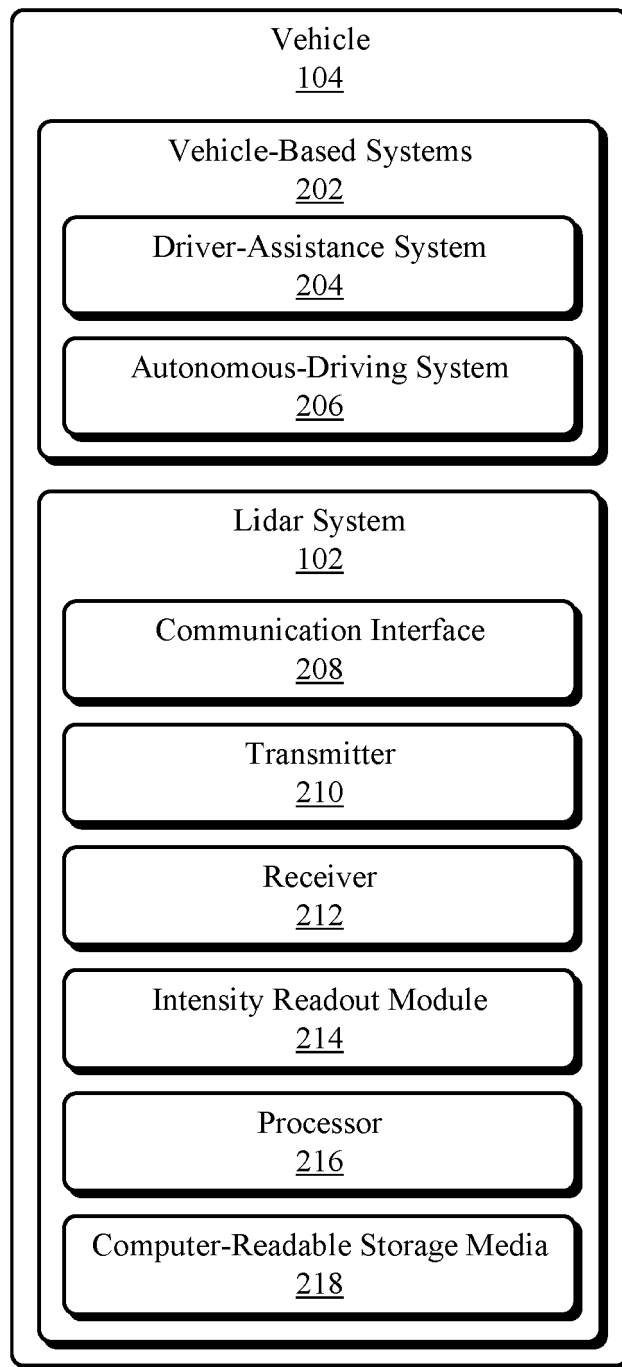 Vehicle
104
Vehicle-Based Systems
202
Driver-Assistance System
204
Autonomous-Driving System
206
Lidar System
102
Communication Interface
208
Transmitter
210
Receiver
212
Intensity Readout Module
214
Processor
216
Computer-Readable Storage Media
218